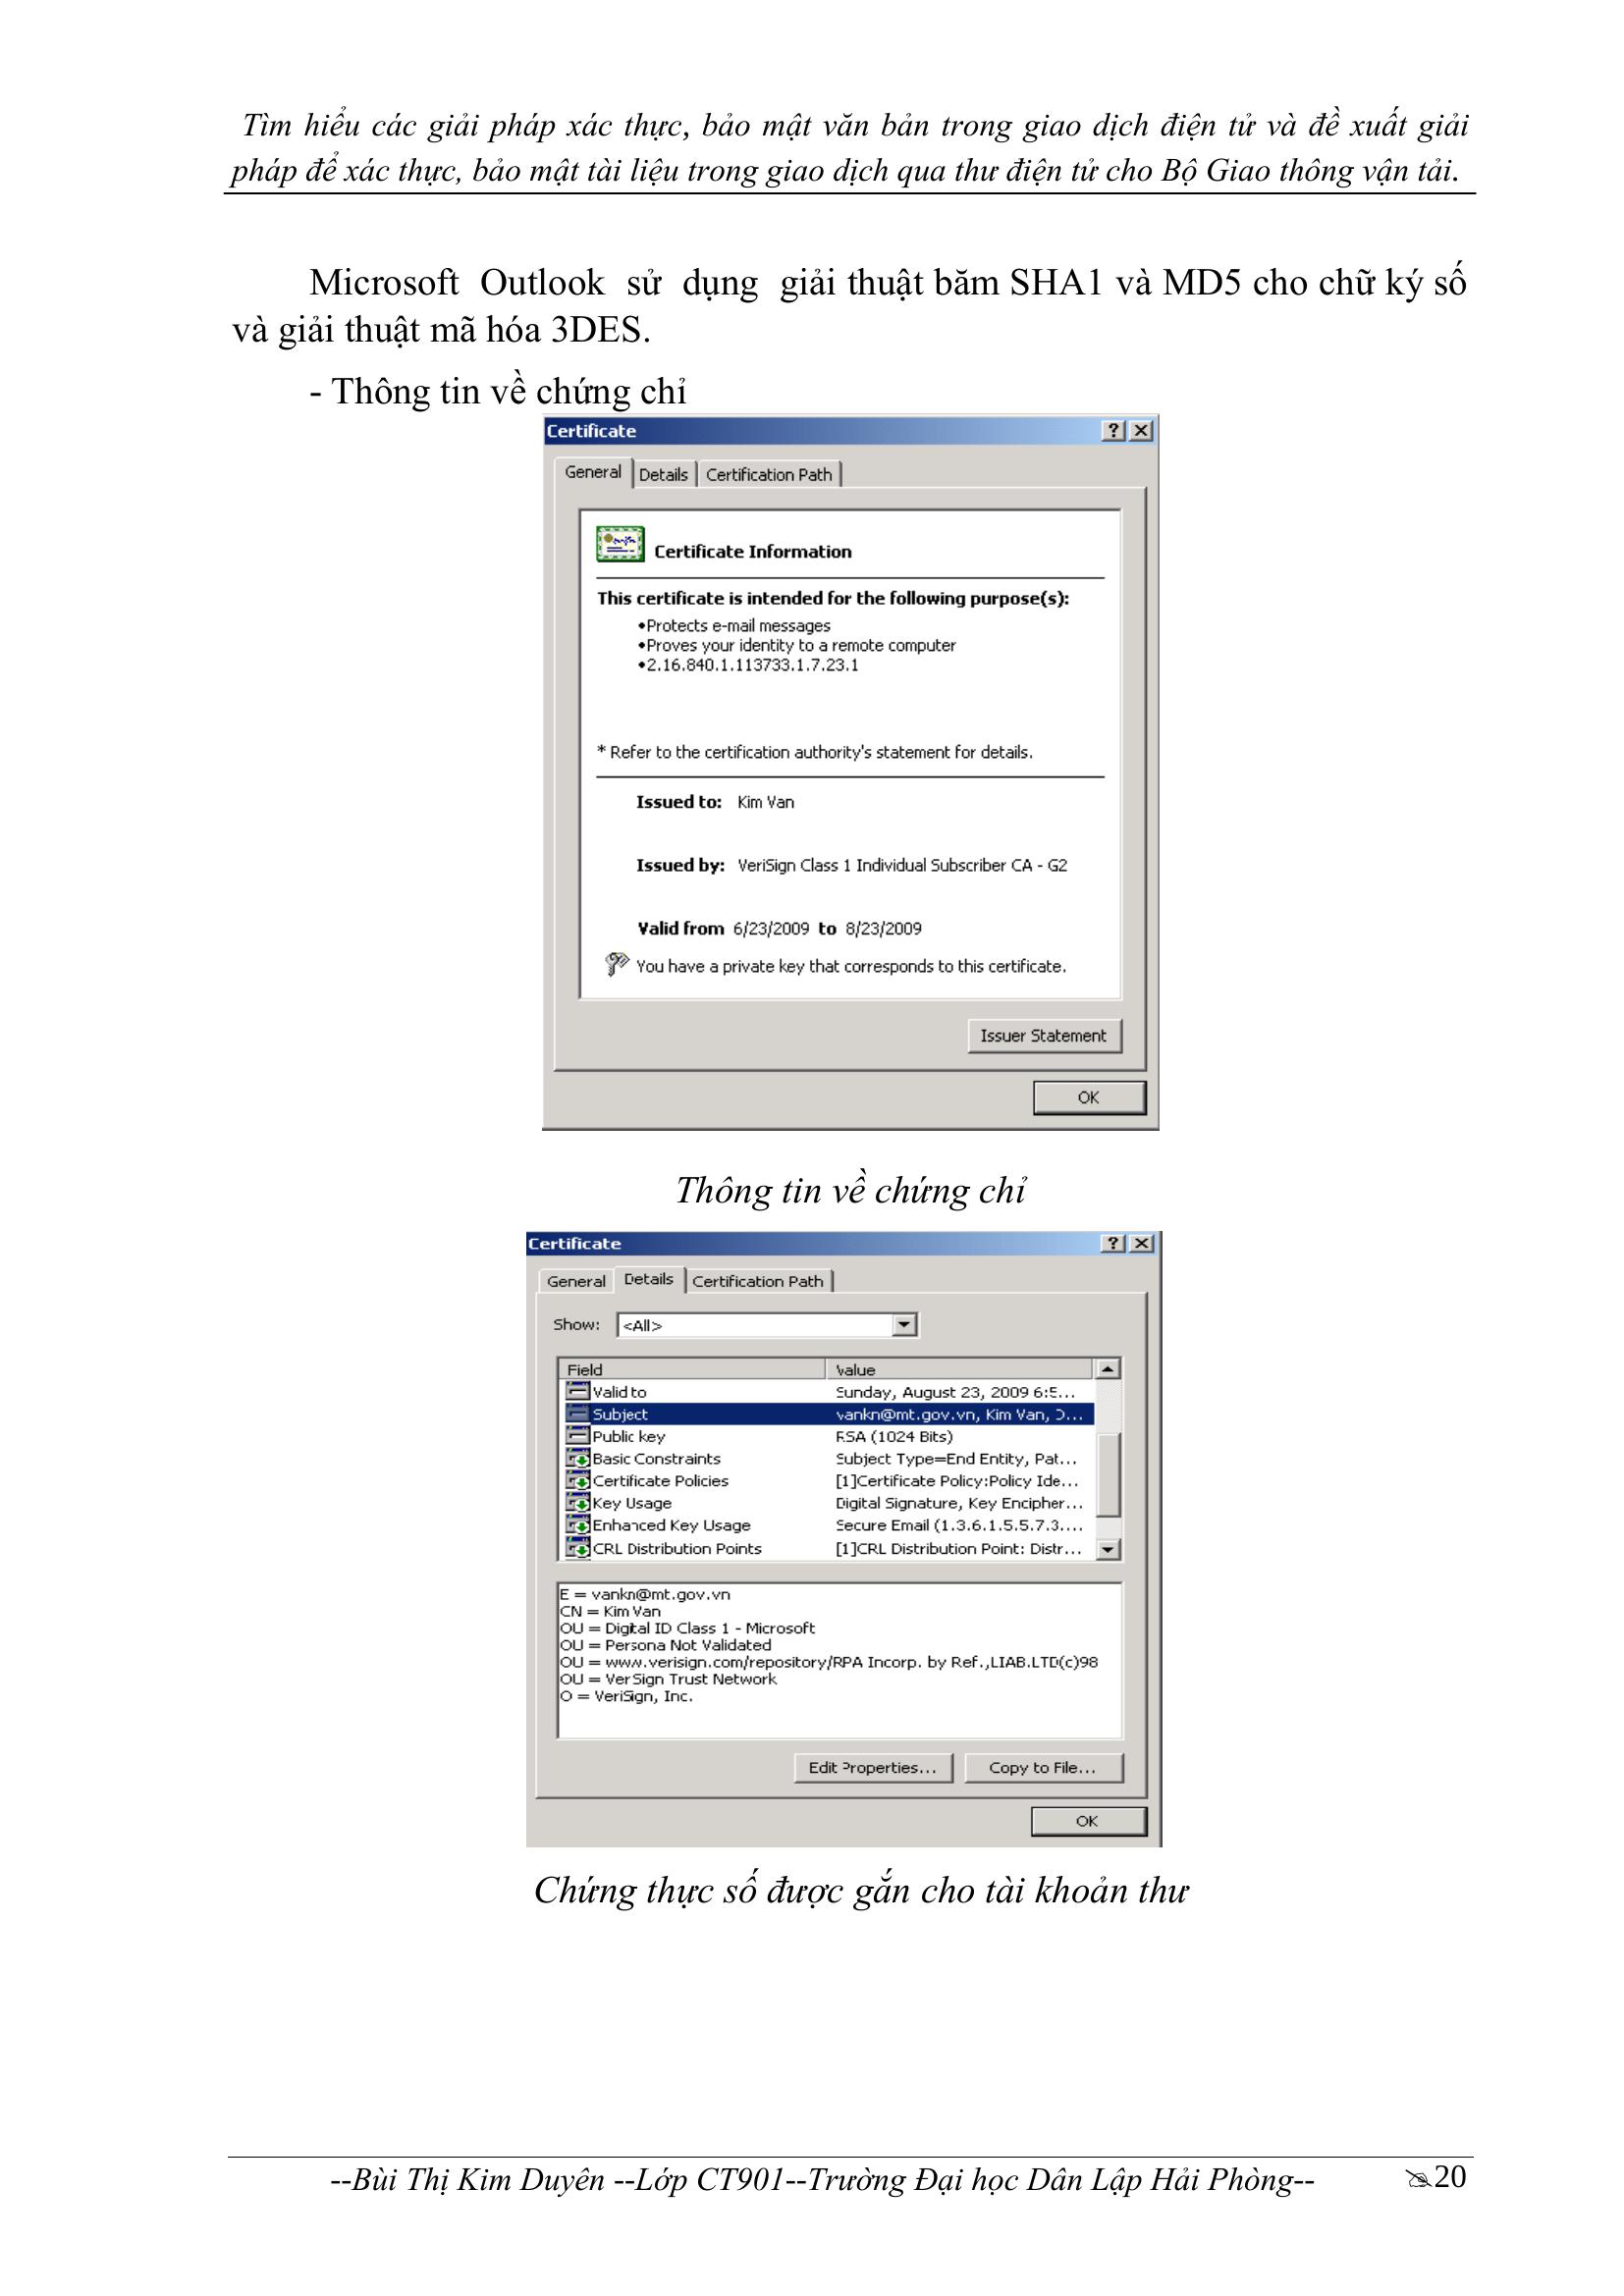 Tìm hiểu các giải pháp xác thực, bảo mật văn bản trong giao dịch điện tử và đề xuất giải
pháp để xác thực, bảo mật tài liệu trong giao dịch qua thư điện tử cho Bộ Giao thông vận tải.
Microsoft Outlook sử dụng giải thuật băm SHA1 và MD5 cho chữ ký số
và giải thuật mã hóa 3DES.
- Thông tin về chứng chỉ
Certificate
General Details Certification Path
Certificate Information
This certificate is intended for the following purpose(s):
•Protects e-mail messages
•Proves your identity to a remote computer
•2.16.840.1.113733.1.7.23.1
* Refer to the certification authority's statement for details.
Issued to: Kim Van
Issued by: VeriSign Class 1 Individual Subscriber CA - G2
Valid from 6/23/2009 to 8/23/2009
You have a private key that corresponds to this certificate.
Issuer Statement
OK
Thông tin về chứng chỉ
Certificate
General Details Certification Path
Show: <All>
Field Value
Valid to Sunday, August 23, 2009 6:5...
Subject vankn@mt.gov.vn, Kim Van, D...
Public key RSA (1024 Bits)
Basic Constraints Subject Type=End Entity, Pat...
Certificate Policies [1]Certificate Policy:Policy Ide...
Key Usage Digital Signature, Key Encipher...
Enhanced Key Usage Secure Email (1.3.6.1.5.5.7.3....
CRL Distribution Points [1]CRL Distribution Point: Distr...
E = vankn@mt.gov.vn
CN = Kim Van
OU = Digital ID Class 1 - Microsoft
OU = Persona Not Validated
OU = www.verisign.com/repository/RPA Incorp. by Ref.,LIAB.LTD(c)98
OU = VeriSign Trust Network
O = VeriSign, Inc.
Edit Properties... Copy to File...
OK
Chứng thực số được gắn cho tài khoản thư
--Bùi Thị Kim Duyên --Lớp CT901--Trường Đại học Dân Lập Hải Phòng-- 20